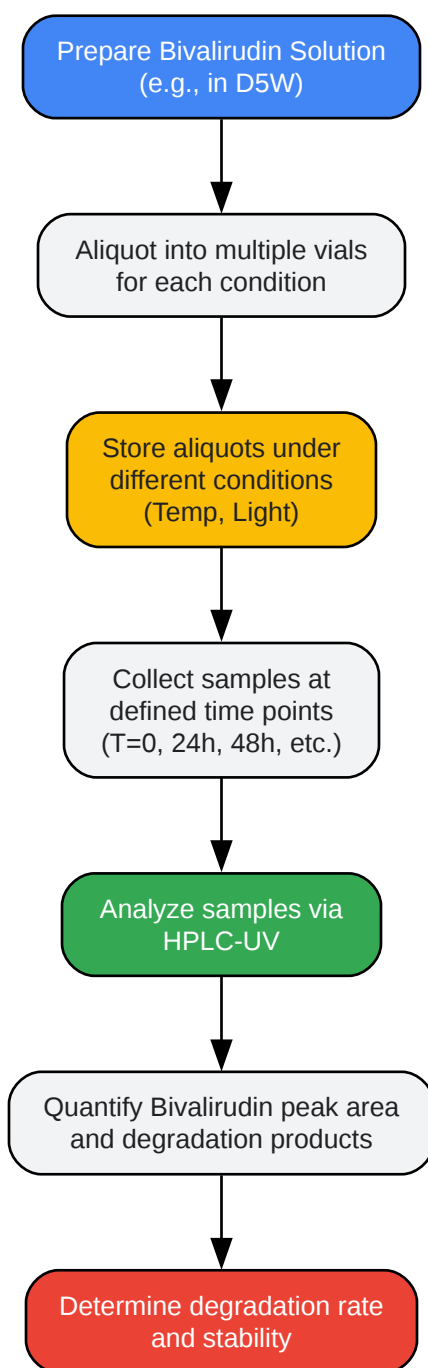 Prepare Bivalirudin Solution
(e.g., in D5W)
Aliquot into multiple vials
for each condition
Store aliquots under
different conditions
(Temp, Light)
Collect samples at
defined time points
(T=0, 24h, 48h, etc.)
Analyze samples via
HPLC-UV
Quantify Bivalirudin peak area
and degradation products
Determine degradation rate
and stability